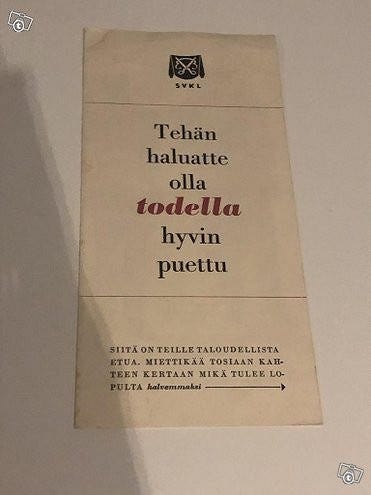 SVKL
Tehän
haluatte
olla
todella
hyvin
puettu
SIITÄ ON TEILLE TALOUDELLISTA
ETUA. MIETTIKÄÄ TOSIAAN KAH-
TEEN KERTAAN MIKÄ TULEE LO-
PULTA halvemmaksi